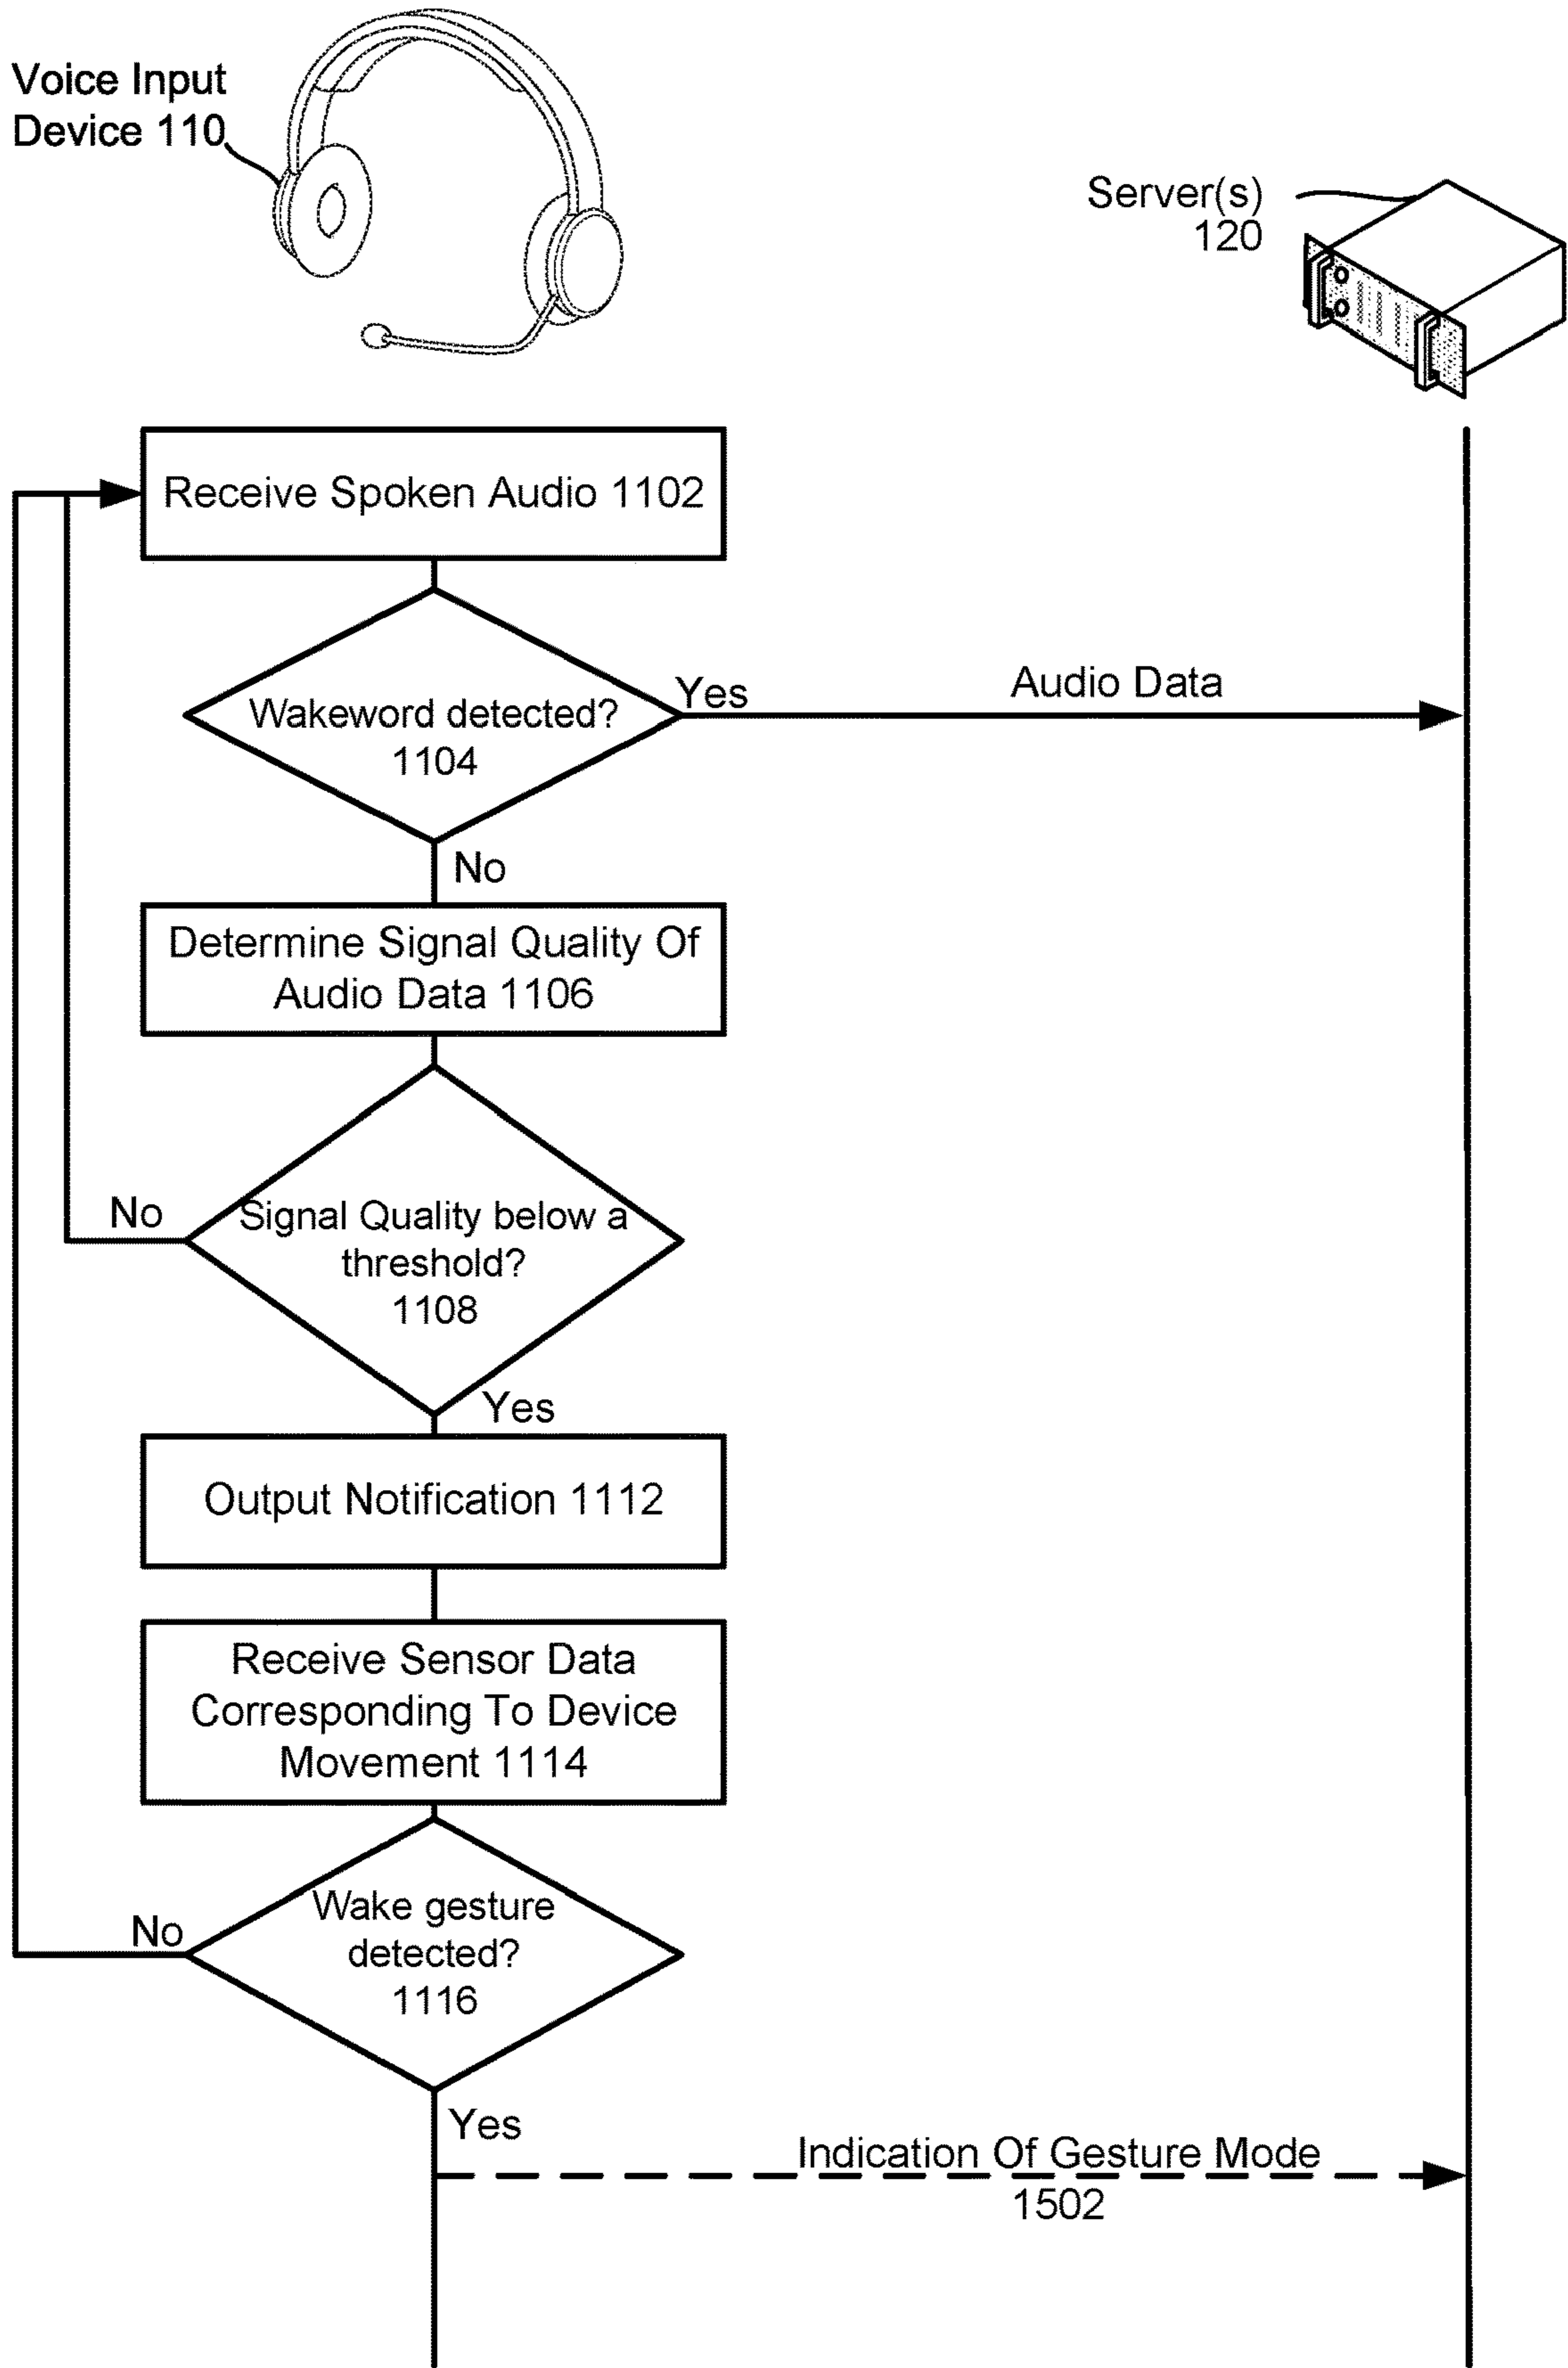 Voice Input
Device 110
Server(s)
120
Receive Spoken Audio 1102
Wakeword detected?
1104
Yes
Audio Data
No
Determine Signal Quality Of
Audio Data 1106
Signal Quality below a
threshold?
1108
No
Yes
Output Notification 1112
Receive Sensor Data
Corresponding To Device
Movement 1114
Wake gesture
detected?
1116
No
Yes
Indication Of Gesture Mode
1502